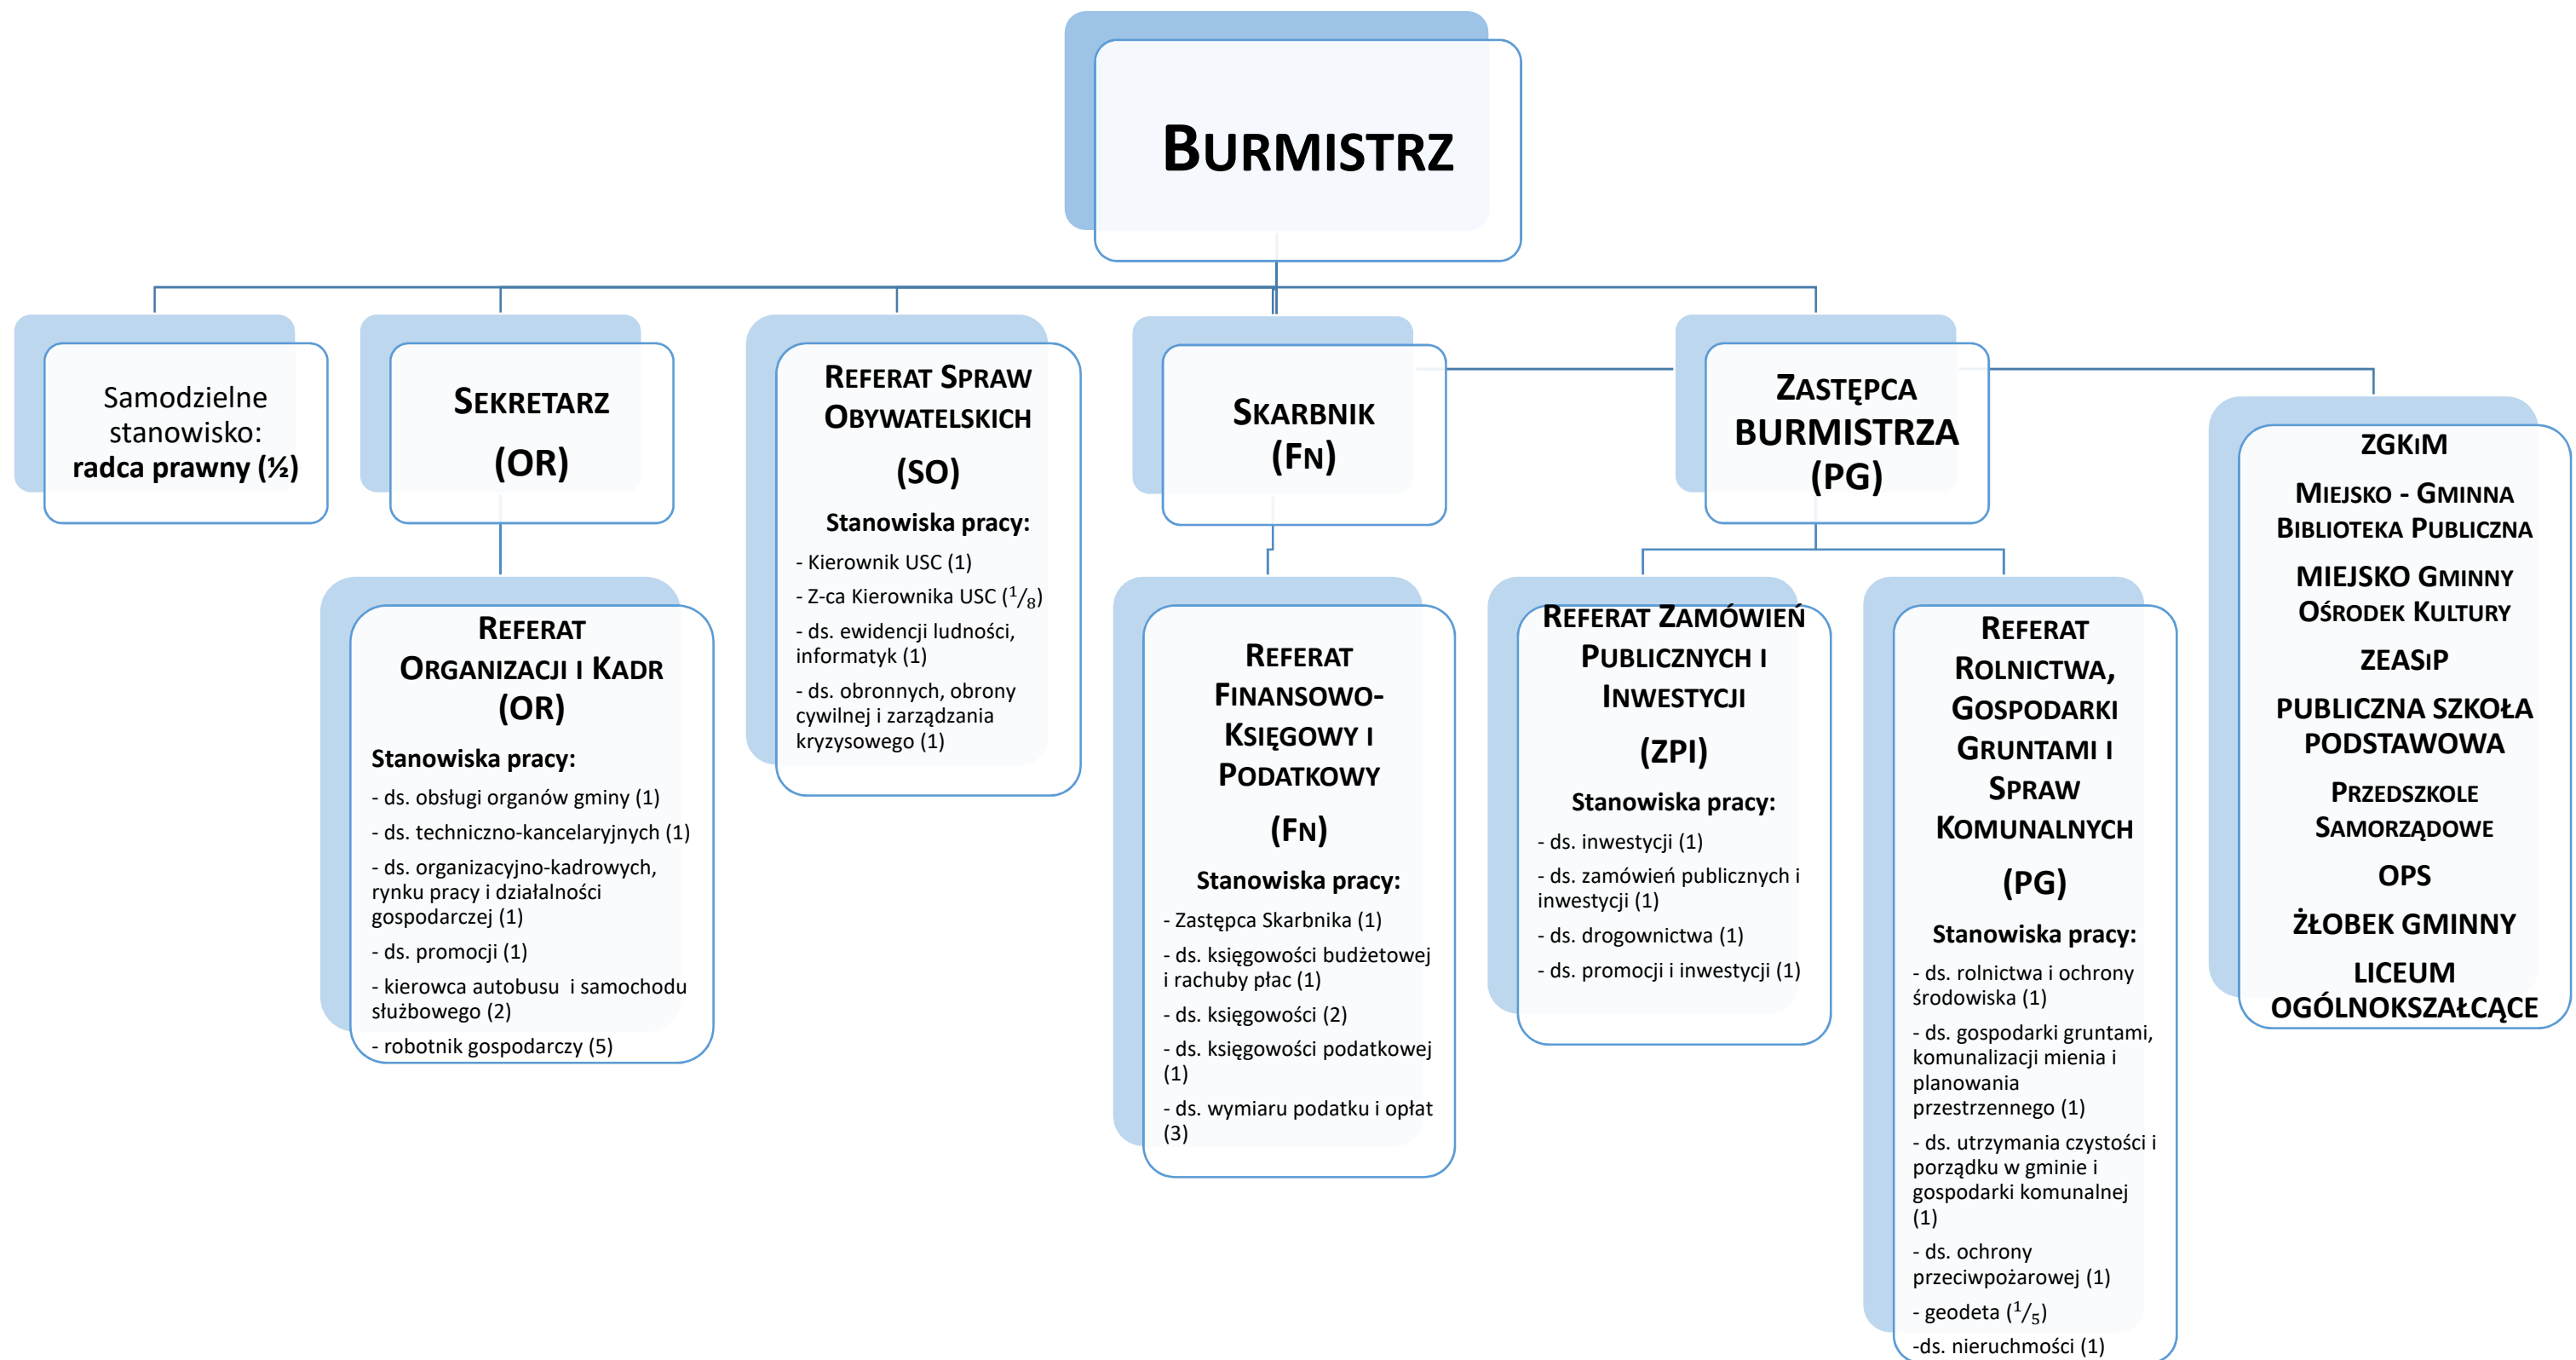 BURMISTRZ
Samodzielne
stanowisko:
radca prawny (½)
SEKRETARZ
(OR)
REFERAT SPRAW
OBYWATELSKICH
(SO)
Stanowiska pracy:
- Kierownik USC (1)
- Z-ca Kierownika USC (1/8)
- ds. ewidencji ludności,
informatyk (1)
- ds. obronnych, obrony
cywilnej i zarządzania
kryzysowego (1)
SKARBNIK
(FN)
ZASTĘPCA
BURMISTRZA
(PG)
ZGKIM
MIEJSKO - GMINNA
BIBLIOTEKA PUBLICZNA
MIEJSKO GMINNY
OŚRODEK KULTURY
ZEASIP
PUBLICZNA SZKOŁA
PODSTAWOWA
PRZEDSZKOLE
SAMORZĄDOWE
OPS
ŻŁOBEK GMINNY
LICEUM
OGÓLNOKSZAŁCĄCE
REFERAT
ORGANIZACJI I KADR
(OR)
Stanowiska pracy:
- ds. obsługi organów gminy (1)
- ds. techniczno-kancelaryjnych (1)
- ds. organizacyjno-kadrowych,
rynku pracy i działalności
gospodarczej (1)
- ds. promocji (1)
- kierowca autobusu i samochodu
służbowego (2)
- robotnik gospodarczy (5)
REFERAT
FINANSOWO-
KSIĘGOWY I
PODATKOWY
(FN)
Stanowiska pracy:
- Zastępca Skarbnika (1)
- ds. księgowości budżetowej
i rachuby płac (1)
- ds. księgowości (2)
- ds. księgowości podatkowej
(1)
- ds. wymiaru podatku i opłat
(3)
REFERAT ZAMÓWIEŃ
PUBLICZNYCH I
INWESTYCJI
(ZPI)
Stanowiska pracy:
- ds. inwestycji (1)
- ds. zamówień publicznych i
inwestycji (1)
- ds. drogownictwa (1)
- ds. promocji i inwestycji (1)
REFERAT
ROLNICTWA,
GOSPODARKI
GRUNTAMI I
SPRAW
KOMUNALNYCH
(PG)
Stanowiska pracy:
- ds. rolnictwa i ochrony
środowiska (1)
- ds. gospodarki gruntami,
komunalizacji mienia i
planowania
przestrzennego (1)
- ds. utrzymania czystości i
porządku w gminie i
gospodarki komunalnej
(1)
- ds. ochrony
przeciwpożarowej (1)
- geodeta (1/5)
-ds. nieruchmości (1)